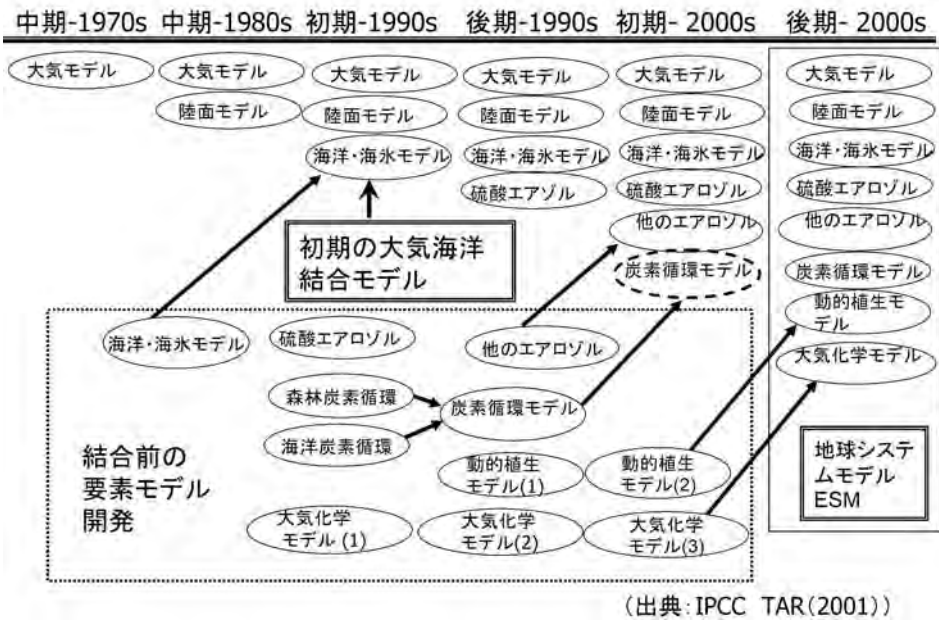 中期-1970s 中期-1980s 初期-1990s 後期-1990s 初期- 2000s 後期- 2000s
大気モデル 大気モデル 大気モデル 大気モデル 大気モデル 大気モデル
陸面モデル 陸面モデル 陸面モデル 陸面モデル 陸面モデル
海洋・海氷モデル 海洋・海氷モデル 海洋・海氷モデル 海洋・海氷モデル
硫酸エアゾル 硫酸エアロゾル 硫酸エアロゾル
他のエアロゾル 他のエアロゾル
初期の大気海洋
結合モデル
炭素循環モデル 炭素循環モデル
動的植生モ
デル
大気化学モデル
海洋・海氷モデル 硫酸エアロゾル 他のエアロゾル
森林炭素循環 炭素循環モデル
海洋炭素循環
結合前の
要素モデル
開発
動的植生
モデル(1)
動的植生
モデル(2)
大気化学
モデル (1)
大気化学
モデル(2)
大気化学
モデル(3)
地球システ
ムモデル
ESM
(出典:IPCC TAR(2001))